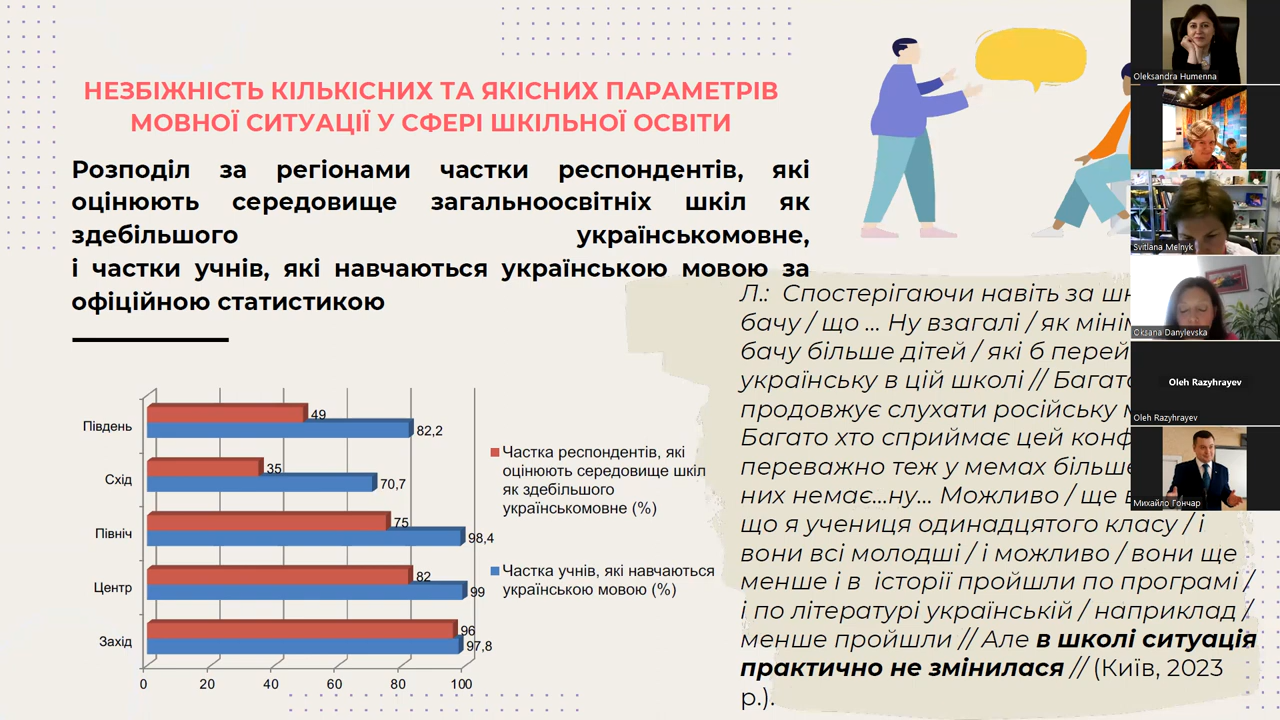 НЕЗБІЖНІСТЬ КІЛЬКІСНИХ ТА ЯКІСНИХ ПАРАМЕТРІВ
МОВНОЇ СИТУАЦІЇ У СФЕРІ ШКІЛЬНОЇ ОСВІТИ
Розподіл за регіонами частки респондентів, які
оцінюють середовище загальноосвітніх шкіл як
здебільшого українськомовне,
і частки учнів, які навчаються українською мовою за
офіційною статистикою
Південь
49
82,2
Схід
35
70,7
Північ
75
98,4
Центр
82
99
Захід
96
97,8
0 20 40 60 80 100
Частка респондентів, які
оцінюють середовище шкіл
як здебільшого
українськомовне (%)
Частка учнів, які навчаються
українською мовою (%)
Л.: Спостерігаючи навіть за
бачу / що ... Ну взагалі / як
бачу більше дітей / які б
українську в цій школі //
продовжує слухати російську
Багато хто сприймає цей
переважно теж у мемах
них немає...ну... Можливо / ще
що я учениця одинадцятого класу / і
вони всі молодші / і можливо / вони ще
менше і в історії пройшли по програмі /
і по літературі українській / наприклад /
менше пройшли // Але в школі ситуація
практично не змінилася // (Київ, 2023
р.).
Oleksandra Humenna
Svitlana Melnyk
Oksana Danylevska
Oleh Razyhrayev
Oleh Razyhrayev
Михайло Гончар